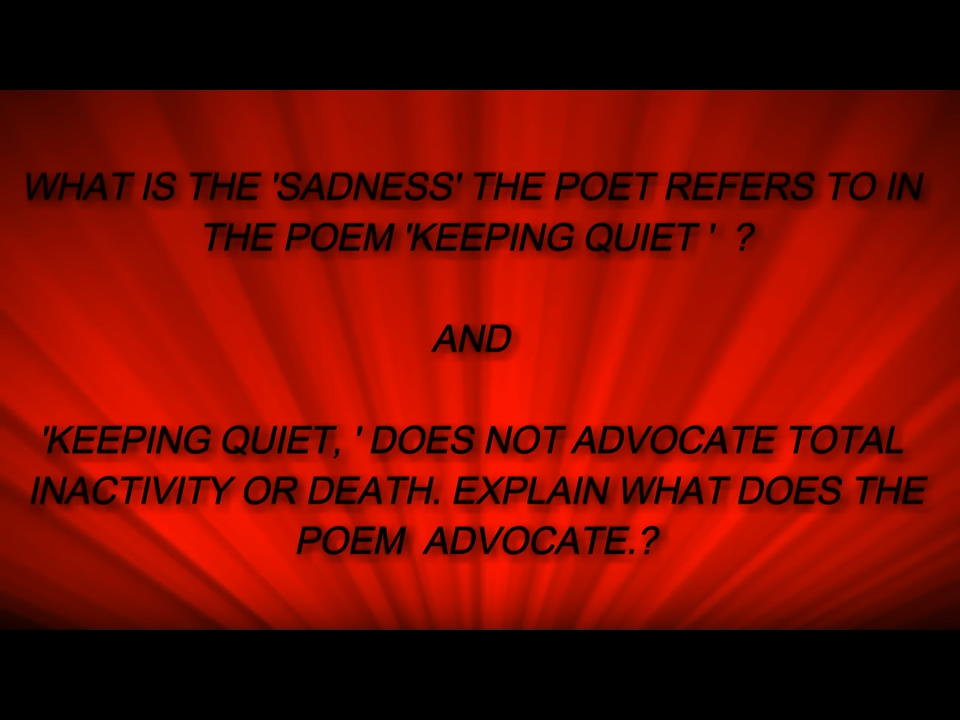 WHAT IS THE 'SADNESS' THE POET REFERS TO IN
THE POEM 'KEEPING QUIET ' ?
AND
'KEEPING QUIET, ' DOES NOT ADVOCATE TOTAL
INACTIVITY OR DEATH. EXPLAIN WHAT DOES THE
POEM ADVOCATE.?